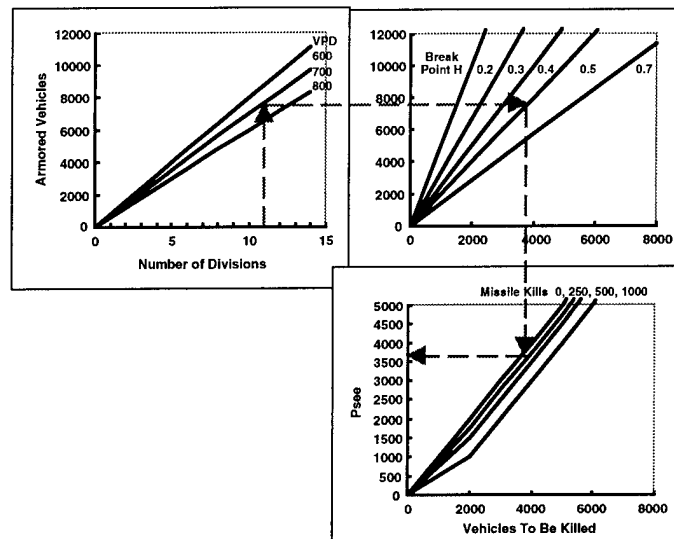 12000
10000
8000
6000
4000
2000
0
Armored Vehicles
VPD
600
700
800
0 5 10 15
Number of Divisions
12000
10000
8000
6000
4000
2000
0
Break
Point H 0.2 0.3 0.4 0.5 0.7
0 2000 4000 6000 8000
Missile Kills 0, 250, 500, 1000
5000
4500
4000
3500
3000
2500
2000
1500
1000
500
0
Psee
0 2000 4000 6000 8000
Vehicles To Be Killed